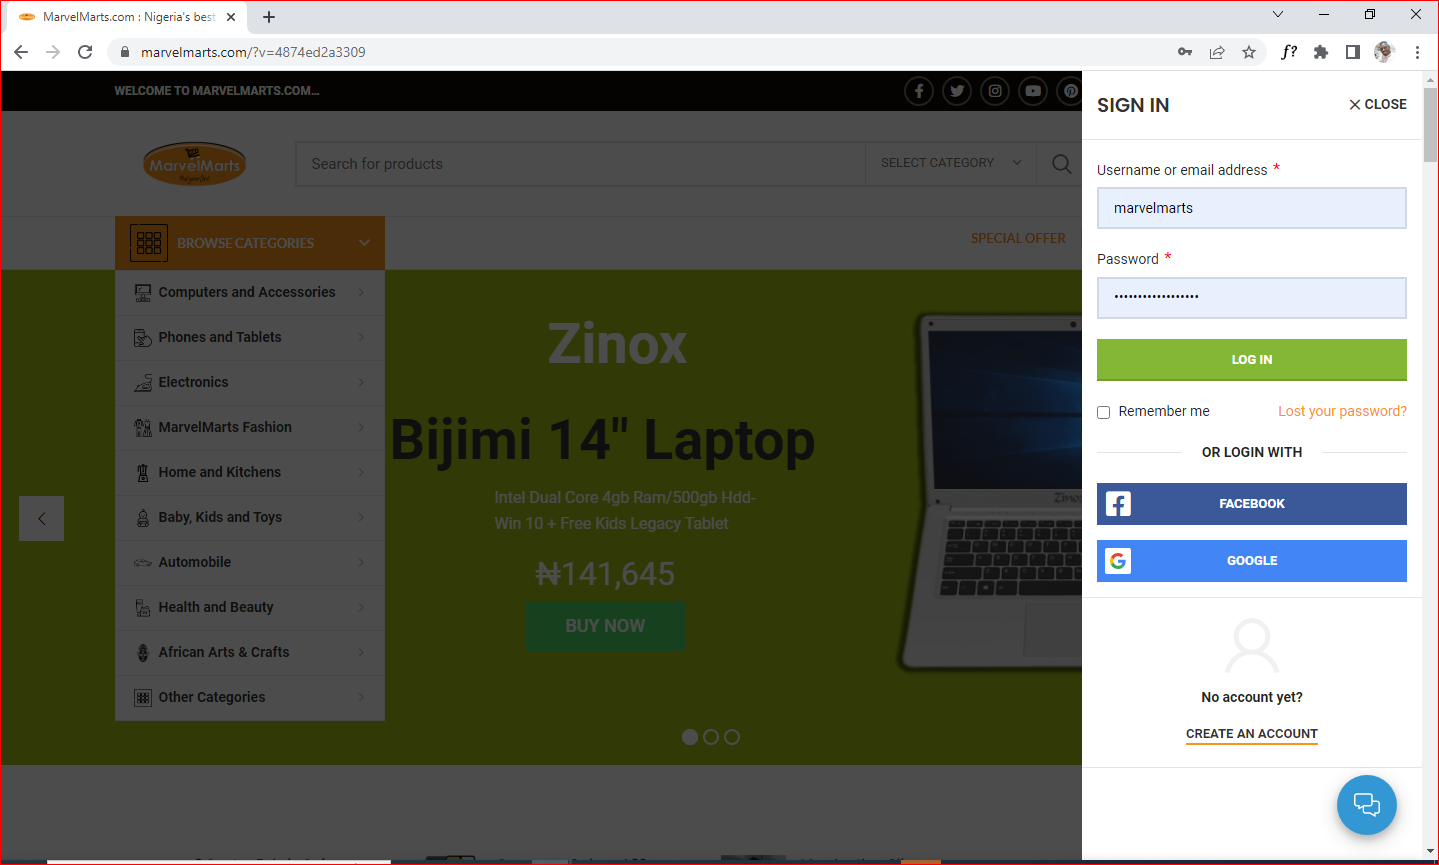 MarvelMarts.com : Nigeria's best
marvelmarts.com/?v=4874ed2a3309
f?
WELCOME TO MARVELMARTS.COM...
SIGN IN
CLOSE
MarvelMarts
Search for products
SELECT CATEGORY
Username or email address *
marvelmarts
BROWSE CATEGORIES
SPECIAL OFFER
Password *
••••••••••••••••••
Computers and Accessories
Phones and Tablets
Electronics
MarvelMarts Fashion
Home and Kitchens
Baby, Kids and Toys
Automobile
Health and Beauty
African Arts & Crafts
Other Categories
Zinox
Bijimi 14" Laptop
Intel Dual Core 4gb Ram/500gb Hdd-
Win 10 + Free Kids Legacy Tablet
₦141,645
BUY NOW
Zinox
LOG IN
Remember me
Lost your password?
OR LOGIN WITH
FACEBOOK
GOOGLE
No account yet?
CREATE AN ACCOUNT